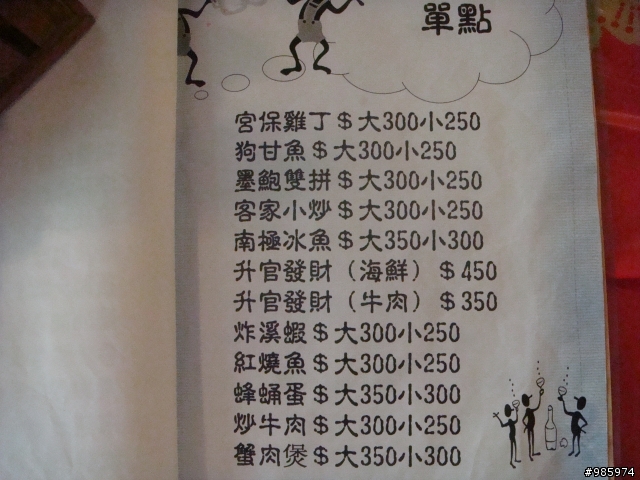 單點
宮保雞丁$大300小250
狗甘魚$大300小250
墨鮑雙拼$大300小250
客家小炒$大300小250
南極冰魚$大350小300
升官發財(海鮮)$450
升官發財(牛肉)$350
炸溪蝦$大300小250
紅燒魚$大300小250
蜂蛹蛋$大350小300
炒牛肉$大300小250
蟹肉煲$大350小300
#985974